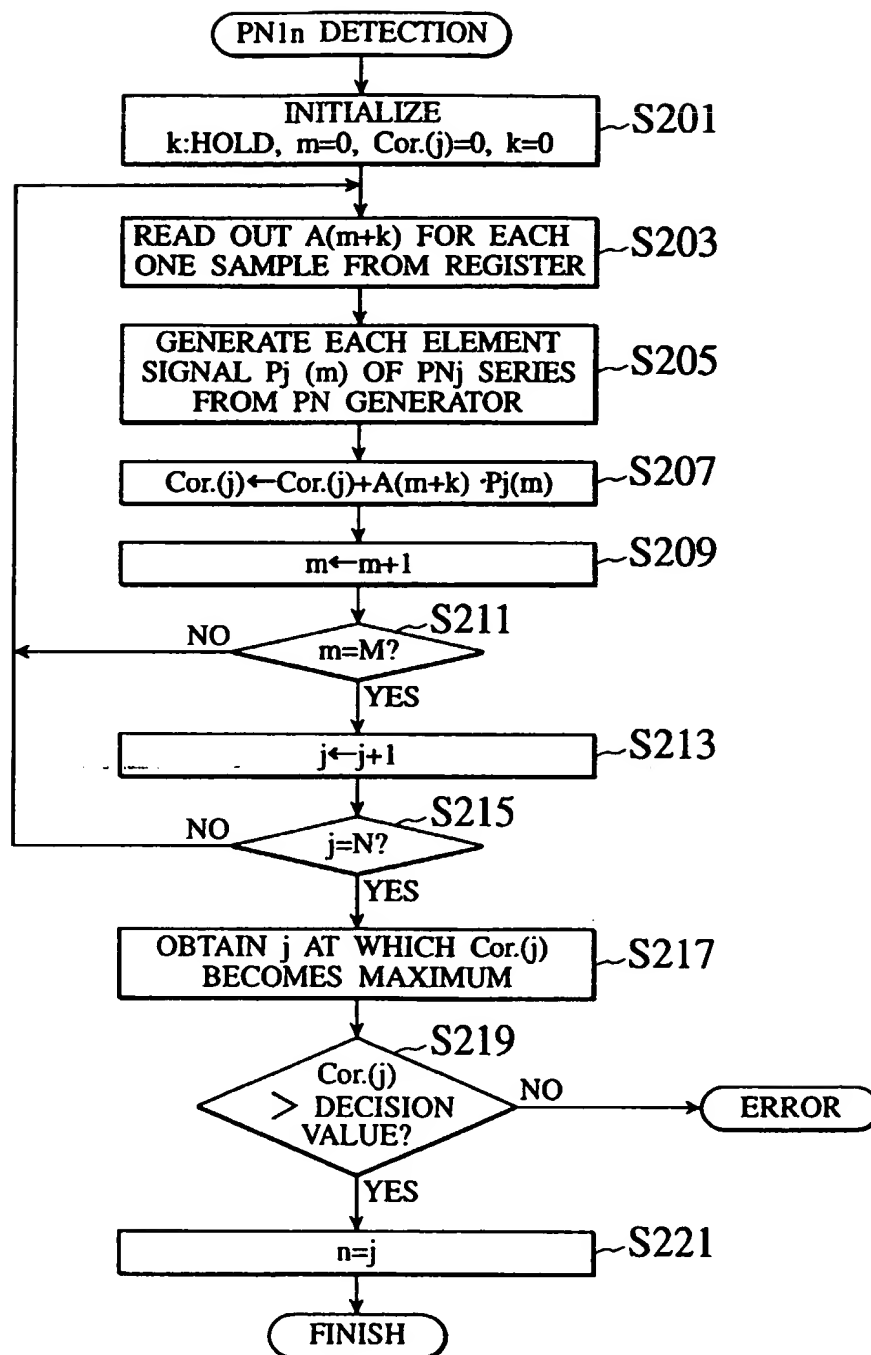 PN1n DETECTION
INITIALIZE
k:HOLD, m=0, Cor.(j)=0, k=0
S201
READ OUT A(m+k) FOR EACH
ONE SAMPLE FROM REGISTER
S203
GENERATE EACH ELEMENT
SIGNAL Pj (m) OF PNj SERIES
FROM PN GENERATOR
S205
Cor.(j)←Cor.(j)+A(m+k) ·Pj(m)
S207
m←m+1
S209
S211
NO
m=M?
YES
j←j+1
S213
S215
NO
j=N?
YES
OBTAIN j AT WHICH Cor.(j)
BECOMES MAXIMUM
S217
S219
Cor.(j)
> DECISION
VALUE?
NO
ERROR
YES
n=j
S221
FINISH